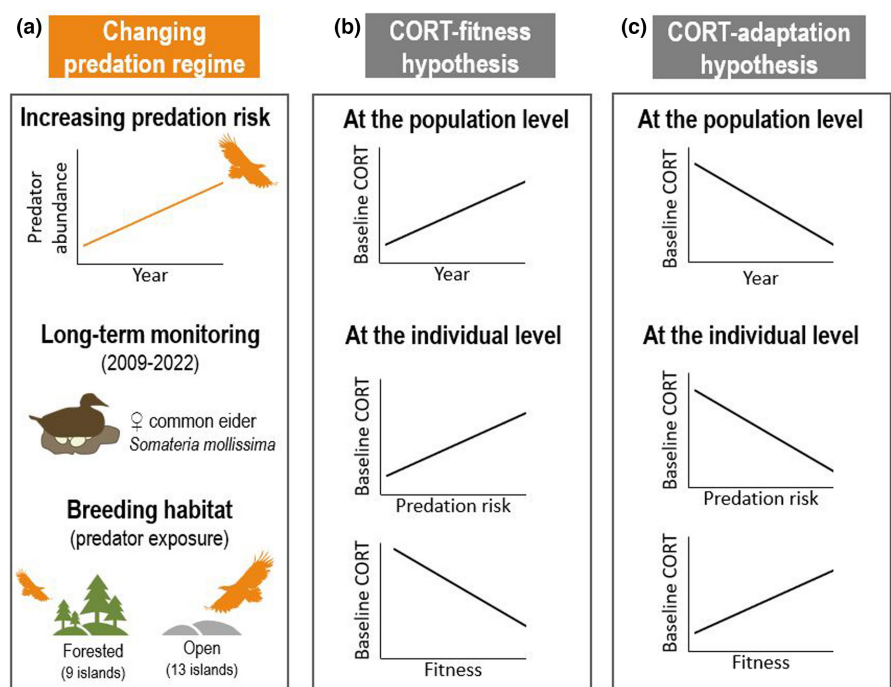 (a)
Changing
predation regime
Increasing predation risk
Predator
abundance
Year
Long-term monitoring
(2009-2022)
♀ common eider
Somateria mollissima
Breeding habitat
(predator exposure)
Forested
(9 islands)
Open
(13 islands)
(b)
CORT-fitness
hypothesis
At the population level
Baseline CORT
Year
At the individual level
Baseline CORT
Predation risk
Baseline CORT
Fitness
(c)
CORT-adaptation
hypothesis
At the population level
Baseline CORT
Year
At the individual level
Baseline CORT
Predation risk
Baseline CORT
Fitness